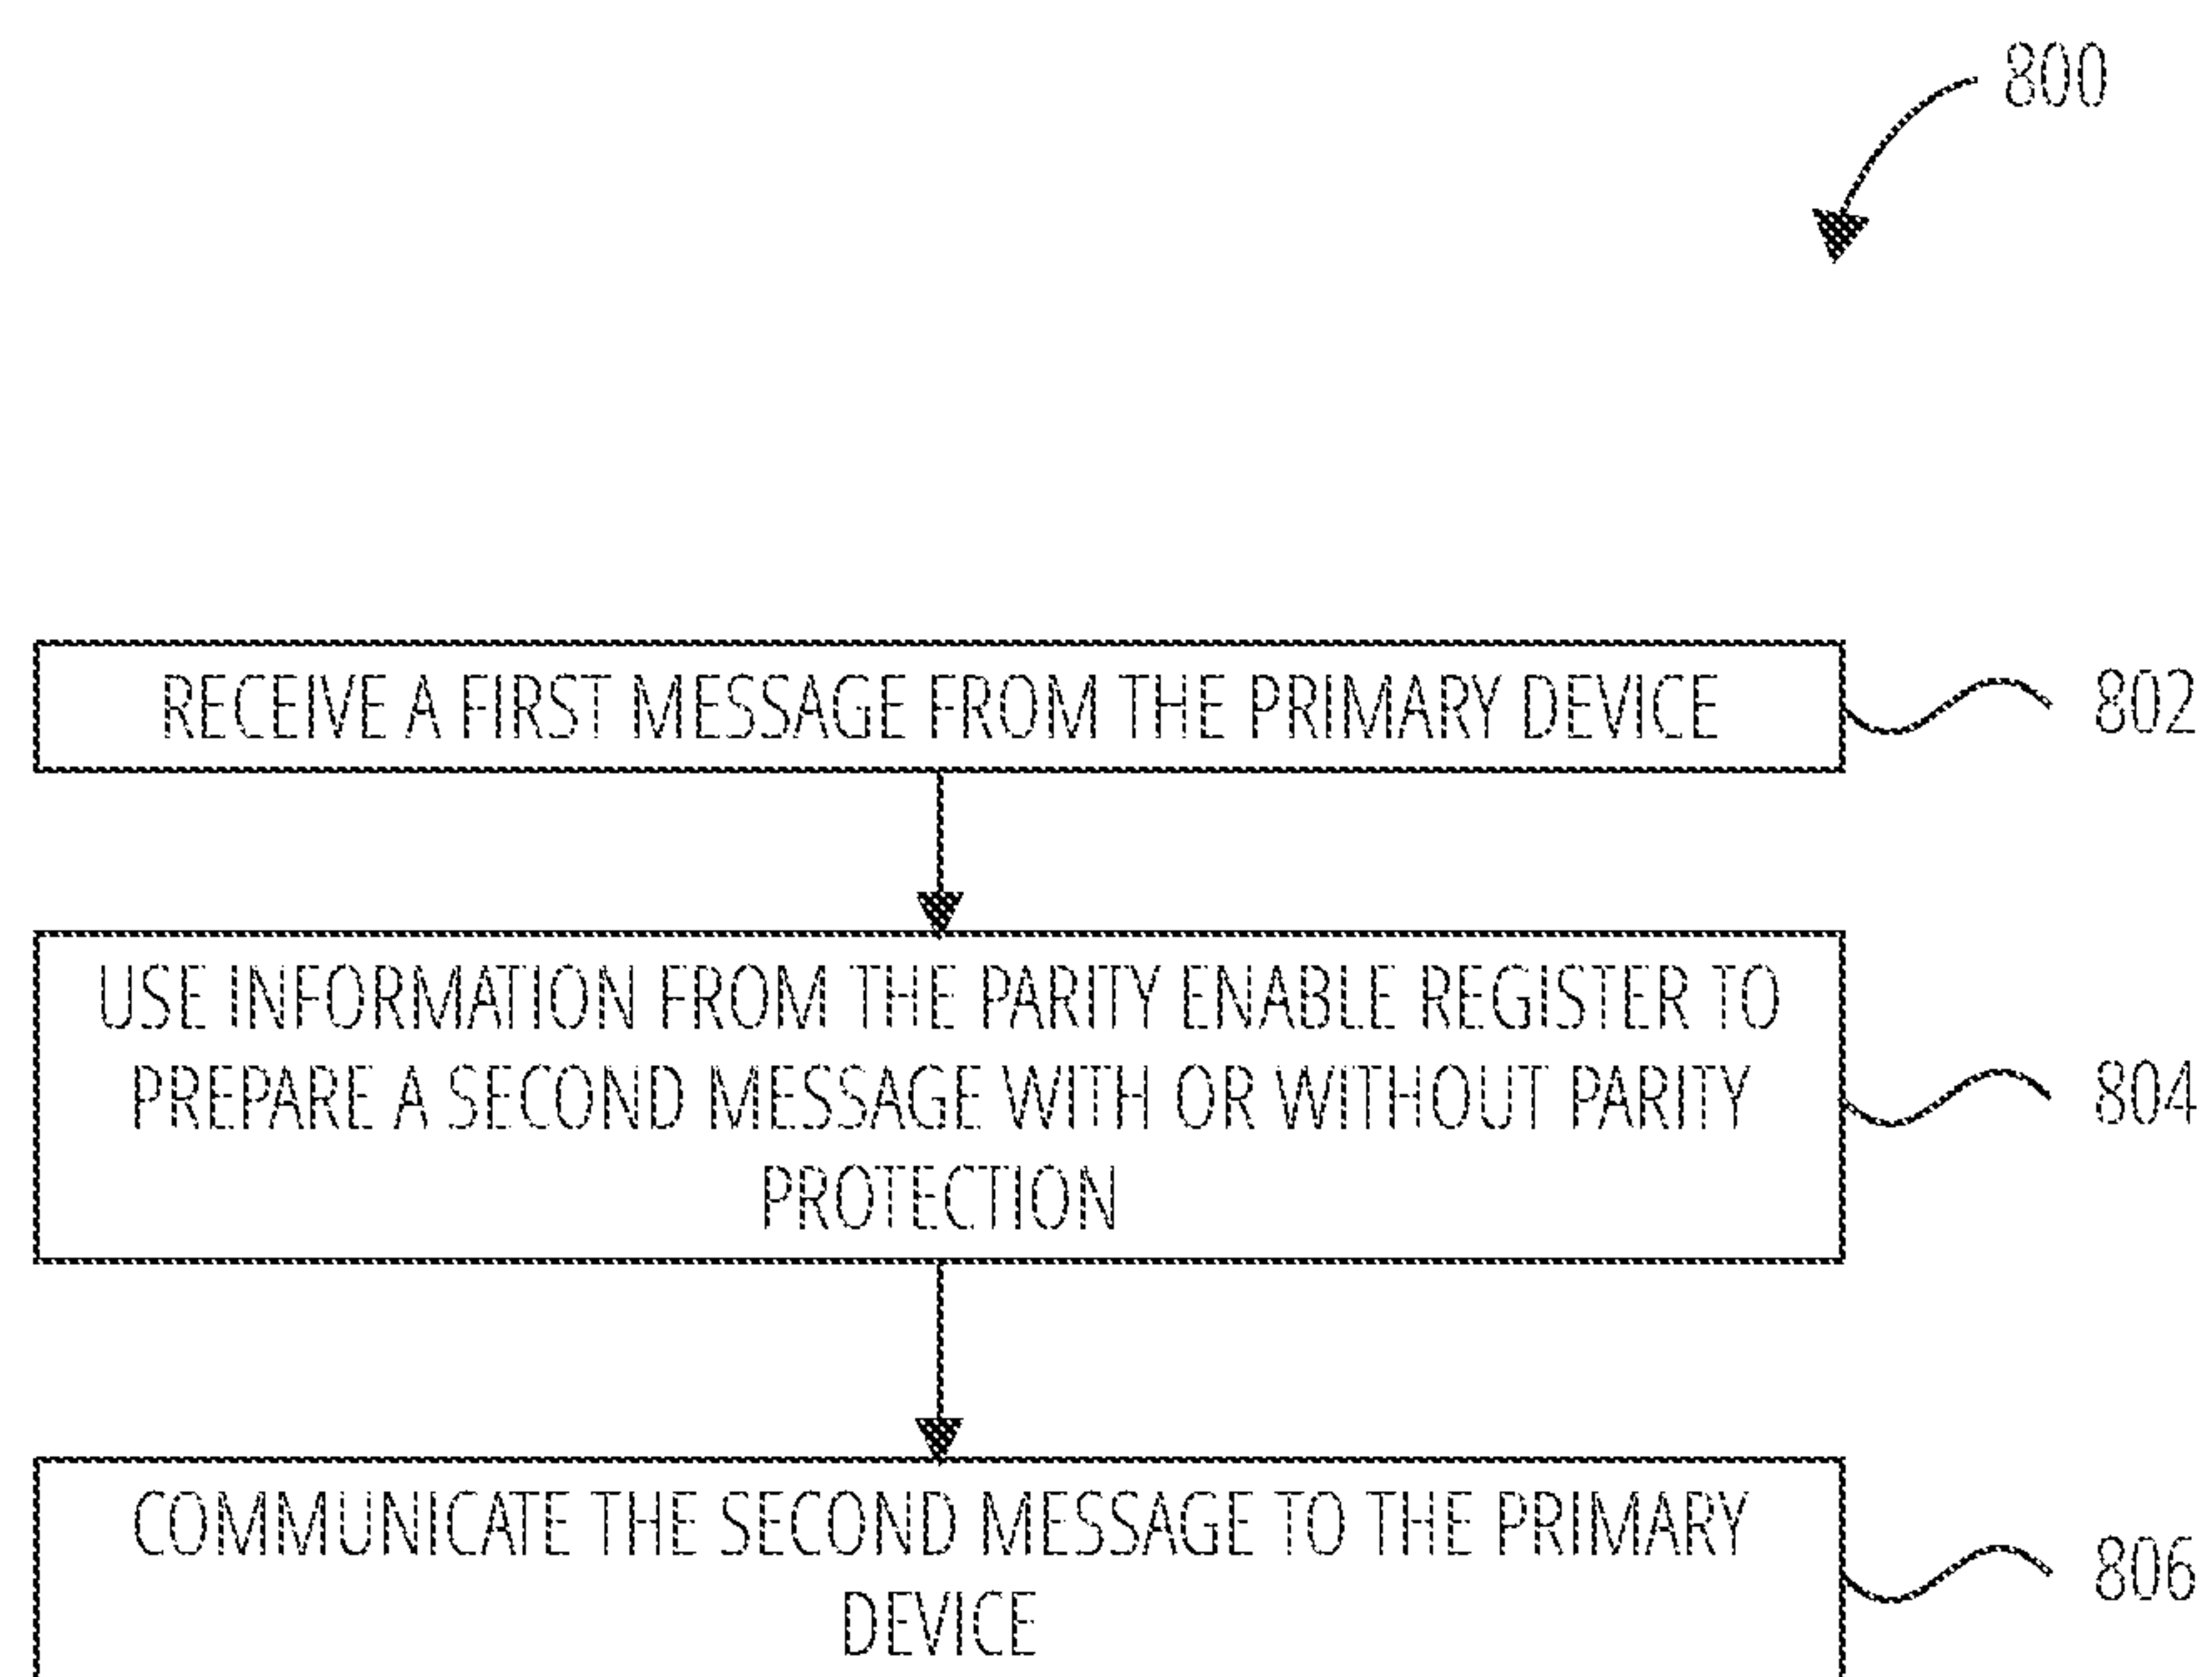 800
RECEIVE A FIRST MESSAGE FROM THE PRIMARY DEVICE
802
USE INFORMATION FROM THE PARITY ENABLE REGISTER TO
PREPARE A SECOND MESSAGE WITH OR WITHOUT PARITY
PROTECTION
804
COMMUNICATE THE SECOND MESSAGE TO THE PRIMARY
DEVICE
806